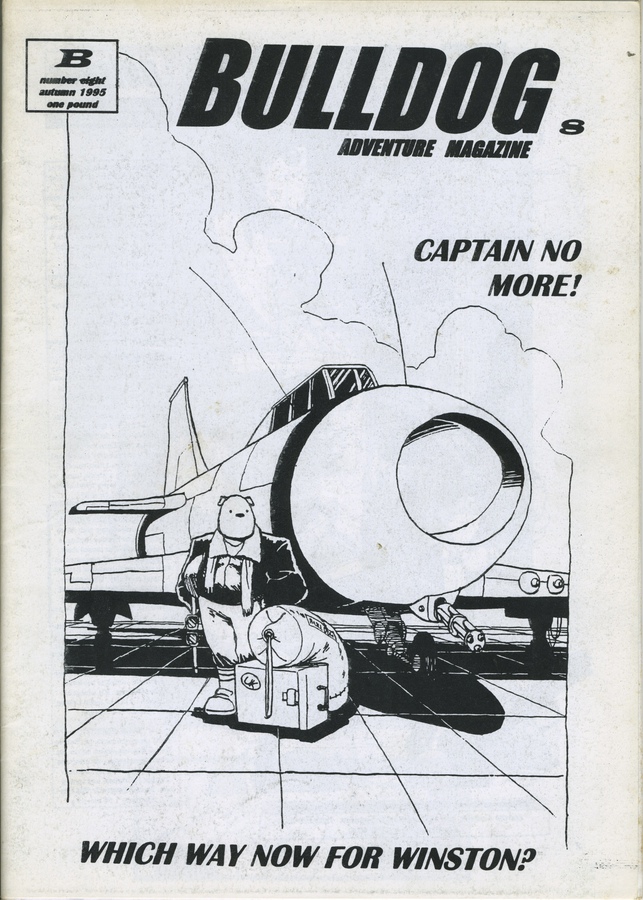 B
number eight
autumn 1995
one pound
BULLDOG 8
ADVENTURE MAGAZINE
CAPTAIN NO
MORE!
WHICH WAY NOW FOR WINSTON?